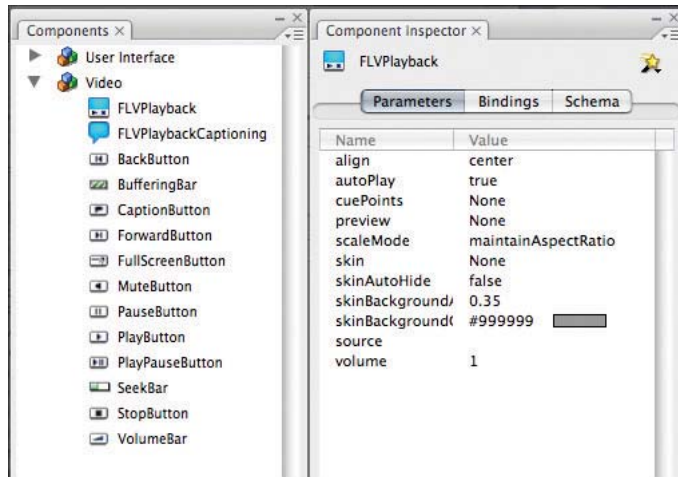 Components ×
User Interface
Video
FLVPlayback
FLVPlaybackCaptioning
BackButton
BufferingBar
CaptionButton
ForwardButton
FullScreenButton
MuteButton
PauseButton
PlayButton
PlayPauseButton
SeekBar
StopButton
VolumeBar
Component Inspector ×
FLVPlayback
Parameters Bindings Schema
Name Value
align center
autoPlay true
cuePoints None
preview None
scaleMode maintainAspectRatio
skin None
skinAutoHide false
skinBackgroundA 0.35
skinBackgroundC #999999
source
volume 1